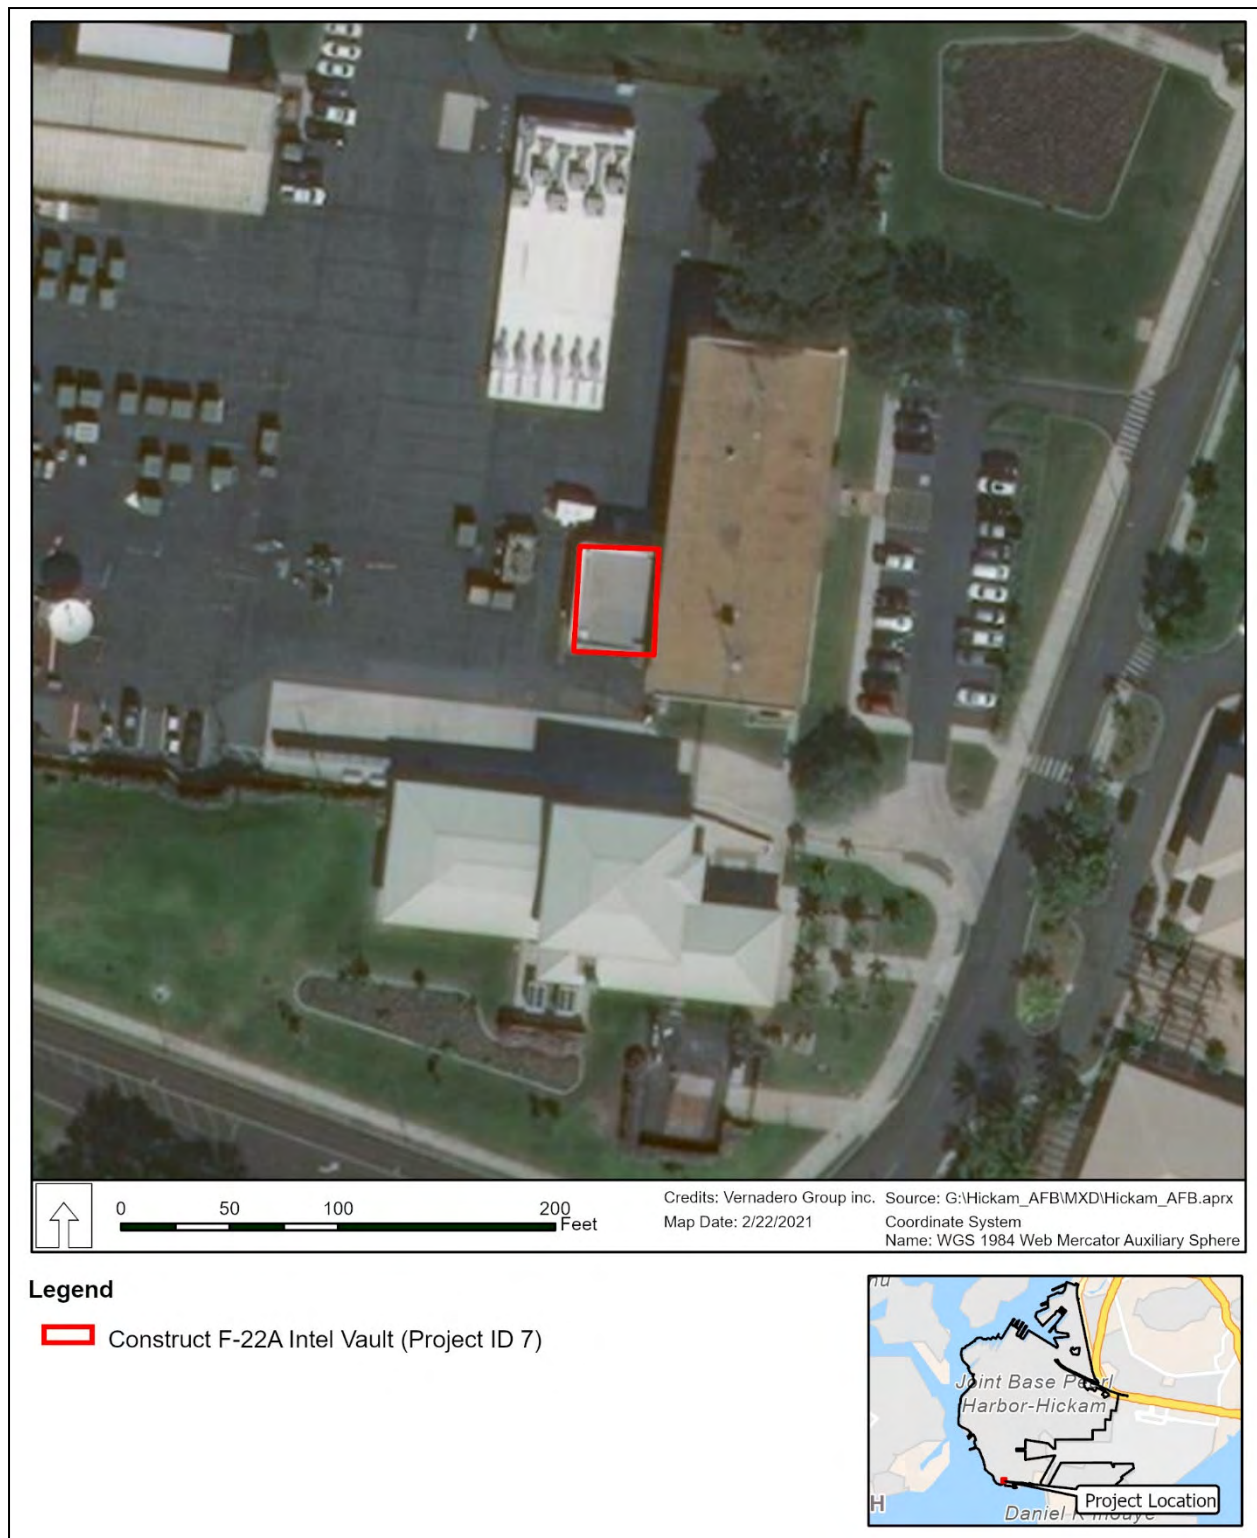 0 50 100 200
Feet
Credits: Vernadero Group inc.
Map Date: 2/22/2021
Source: G:\Hickam_AFB\MXD\Hickam_AFB.aprx
Coordinate System
Name: WGS 1984 Web Mercator Auxiliary Sphere
Legend
Construct F-22A Intel Vault (Project ID 7)
Joint Base Pearl
Harbor-Hickam
Project Location
H
Daniel K Inouye